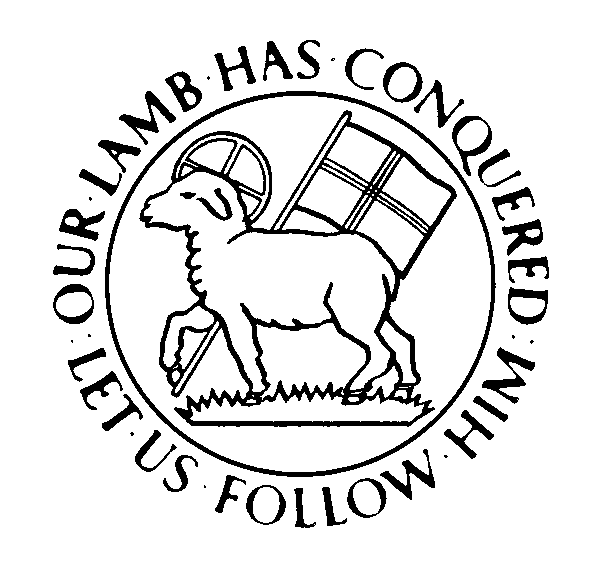 OUR · LAMB · HAS · CONQUERED ·
LET · US · FOLLOW · HIM ·